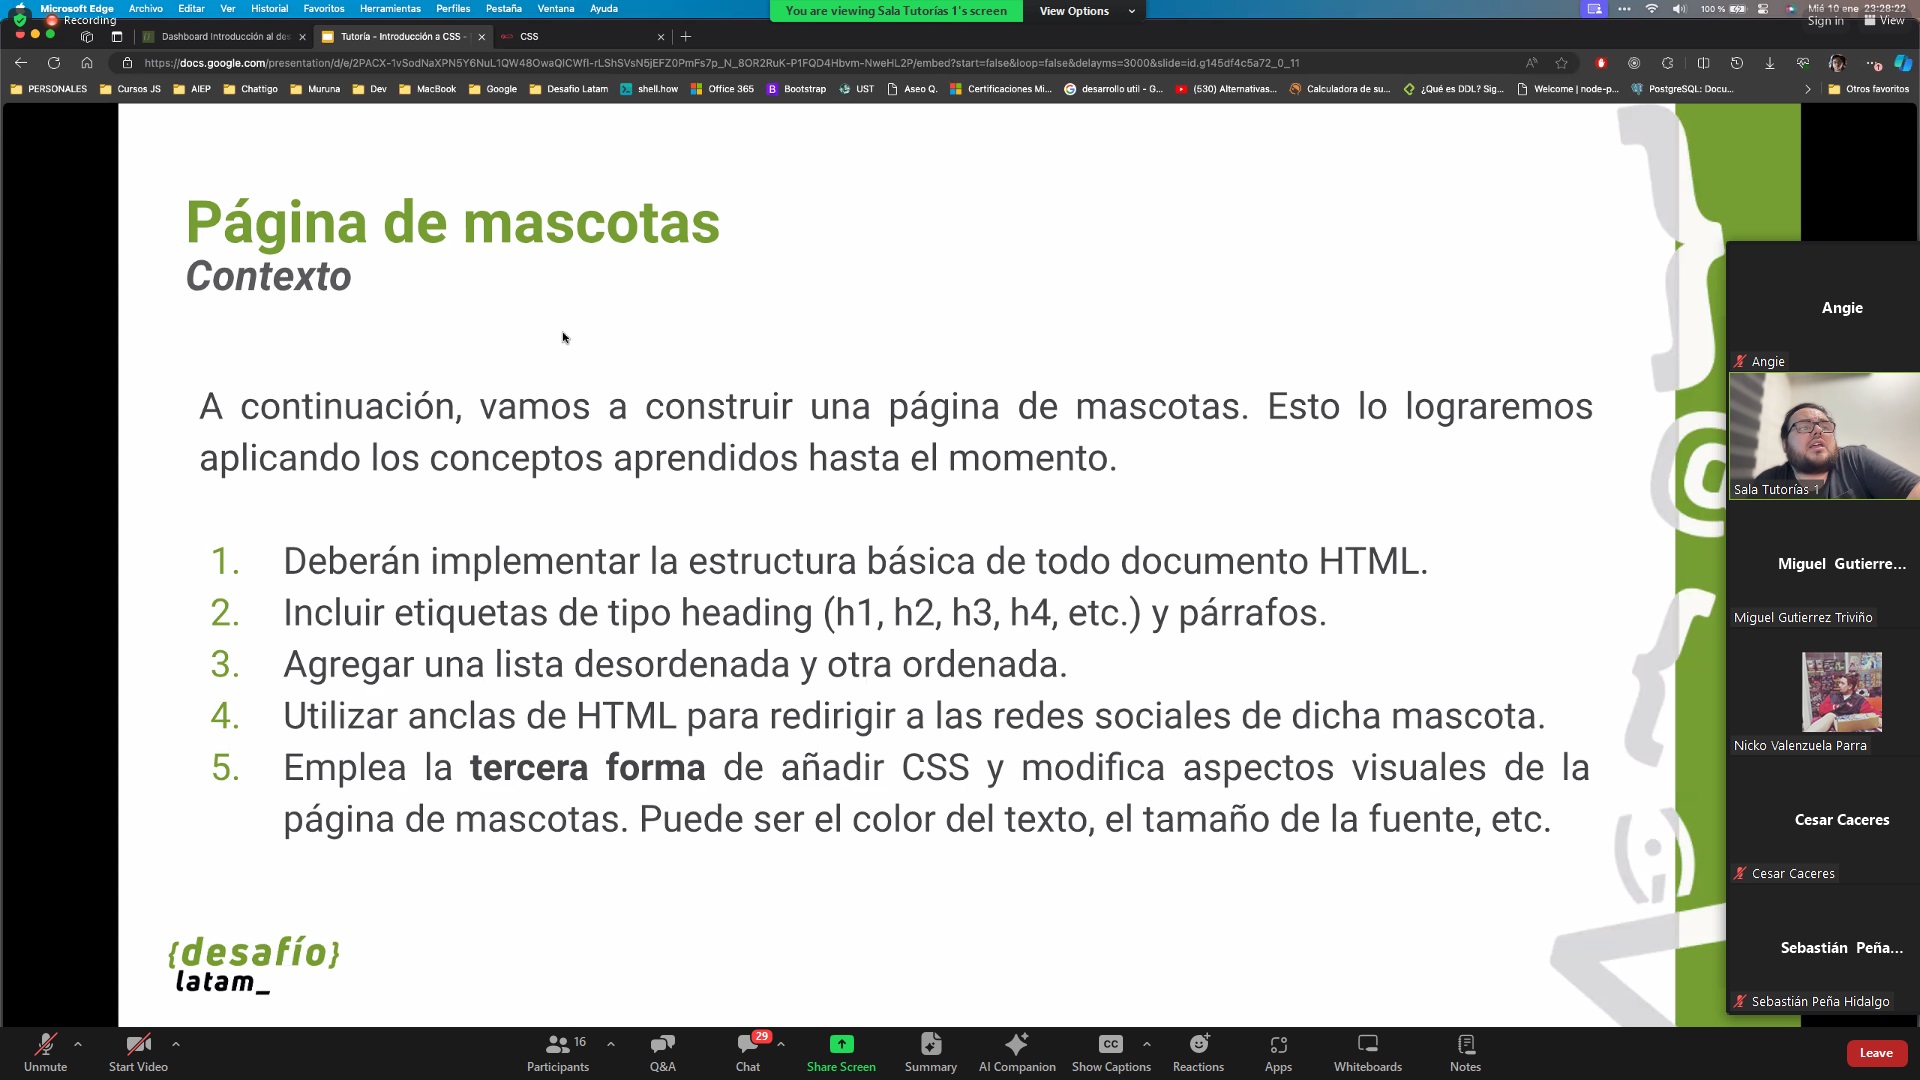 Microsoft Edge Archivo Editar Ver Historial Favoritos Herramientas Perfiles Pestaña Ventana Ayuda
You are viewing Sala Tutorías 1's screen
View Options
100 %
Mié 10 ene 23:28:22
Recording
Sign in
View
Dashboard Introducción al des
Tutoría - Introducción a CSS -
CSS
https://docs.google.com/presentation/d/e/2PACX-1vSodNaXPN5Y6NuL1QW48OwaQICWfI-rLShSVsN5jEFZ0PmFs7p_N_8OR2RuK-P1FQD4Hbvm-NweHL2P/embed?start=false&loop=false&delayms=3000&slide=id.g145df4c5a72_0_11
PERSONALES Cursos JS AIEP Chattigo Muruna Dev MacBook Google Desafio Latam shell.how Office 365 Bootstrap UST Aseo Q. Certificaciones Mi... desarrollo util - G... (530) Alternativas... Calculadora de su... ¿Qué es DDL? Sig... Welcome | node-p... PostgreSQL: Docu... Otros favoritos
Página de mascotas
Contexto
A continuación, vamos a construir una página de mascotas. Esto lo lograremos
aplicando los conceptos aprendidos hasta el momento.
1. Deberán implementar la estructura básica de todo documento HTML.
2. Incluir etiquetas de tipo heading (h1, h2, h3, h4, etc.) y párrafos.
3. Agregar una lista desordenada y otra ordenada.
4. Utilizar anclas de HTML para redirigir a las redes sociales de dicha mascota.
5. Emplea la tercera forma de añadir CSS y modifica aspectos visuales de la
página de mascotas. Puede ser el color del texto, el tamaño de la fuente, etc.
{desafío}
latam_
Angie
Angie
Sala Tutorías 1
Miguel Gutierre...
Miguel Gutierrez Triviño
Nicko Valenzuela Parra
Cesar Caceres
Cesar Caceres
Sebastián Peña...
Sebastián Peña Hidalgo
Unmute
Start Video
16
Participants
Q&A
29
Chat
Share Screen
Summary
AI Companion
CC
Show Captions
Reactions
Apps
Whiteboards
Notes
Leave